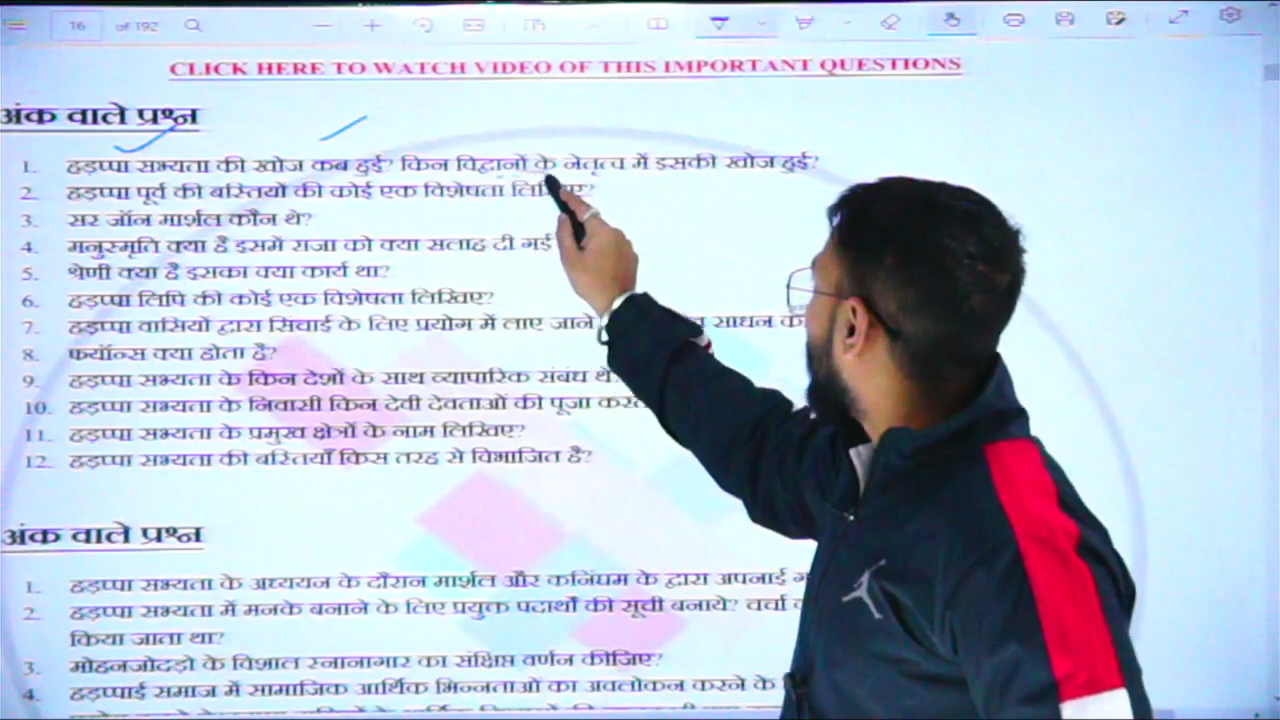 16 of 192
CLICK HERE TO WATCH VIDEO OF THIS IMPORTANT QUESTIONS
अंक वाले प्रश्न
1. हड़प्पा सभ्यता की खोज कब हुई? किन विद्वानों के नेतृत्व में इसकी खोज हुई?
2. हड़प्पा पूर्व की बस्तियों की कोई एक विशेषता
3. सर जॉन मार्शल कौन थे?
4. मनुस्मृति क्या है इसमें राजा को क्या सलाह दी गई
5. श्रेणी क्या है इसका क्या कार्य था?
6. हड़प्पा लिपि की कोई एक विशेषता लिखिए?
7. हड़प्पा वासियों द्वारा सिंचाई के लिए प्रयोग में लाए जाने साधन
8. फयॉन्स क्या होता है?
9. हड़प्पा सभ्यता के किन देशों के साथ व्यापारिक संबंध थे
10. हड़प्पा सभ्यता के निवासी किन देवी देवताओं की पूजा
11. हड़प्पा सभ्यता के प्रमुख क्षेत्रों के नाम लिखिए?
12. हड़प्पा सभ्यता की बस्तियाँ किस तरह से विभाजित है?
अंक वाले प्रश्न
1. हड़प्पा सभ्यता के अध्ययन के दौरान मार्शल और कनिंघम के द्वारा अपनाई
2. हड़प्पा सभ्यता में मनके बनाने के लिए प्रयुक्त पदार्थों की सूची बनाये?
किया जाता था?
3. मोहनजोदड़ो के विशाल स्नानागार का संक्षिप्त वर्णन कीजिए?
4. हड़प्पाई समाज में सामाजिक आर्थिक भिन्नताओं का अवलोकन करने के